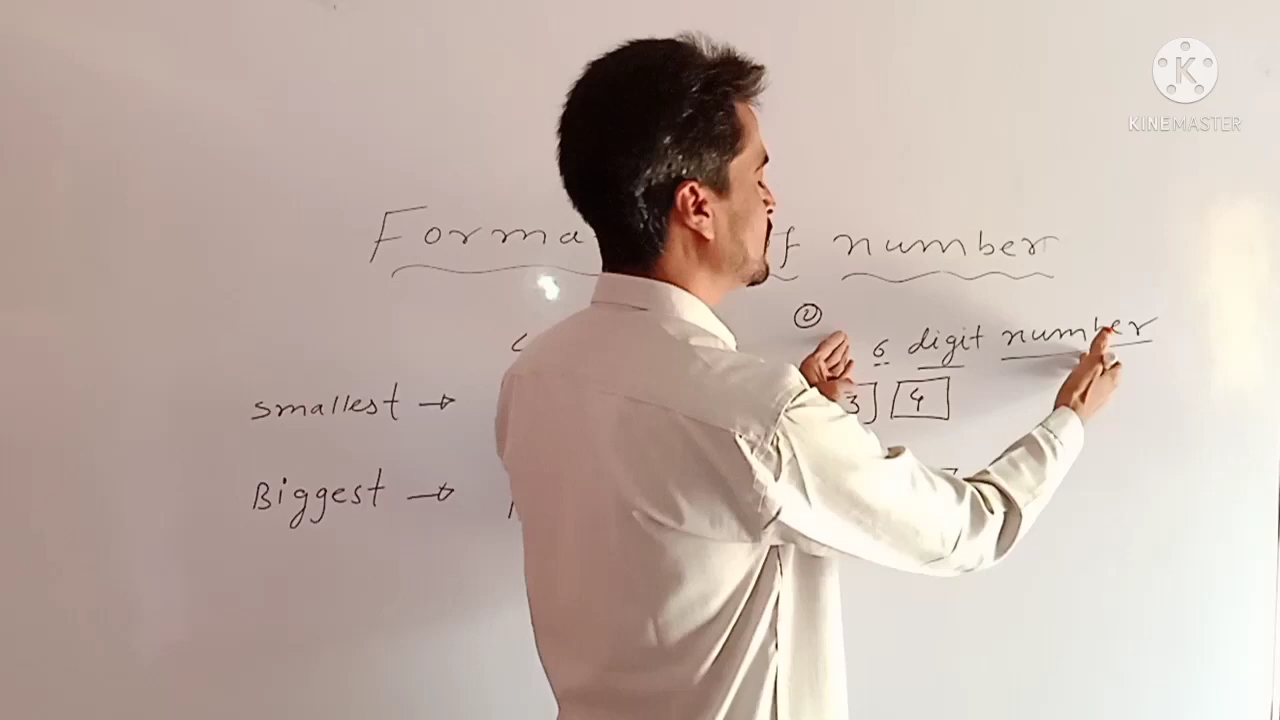 KINEMASTER
Forma f number
②
6 digit number
smallest → 3 4
Biggest →